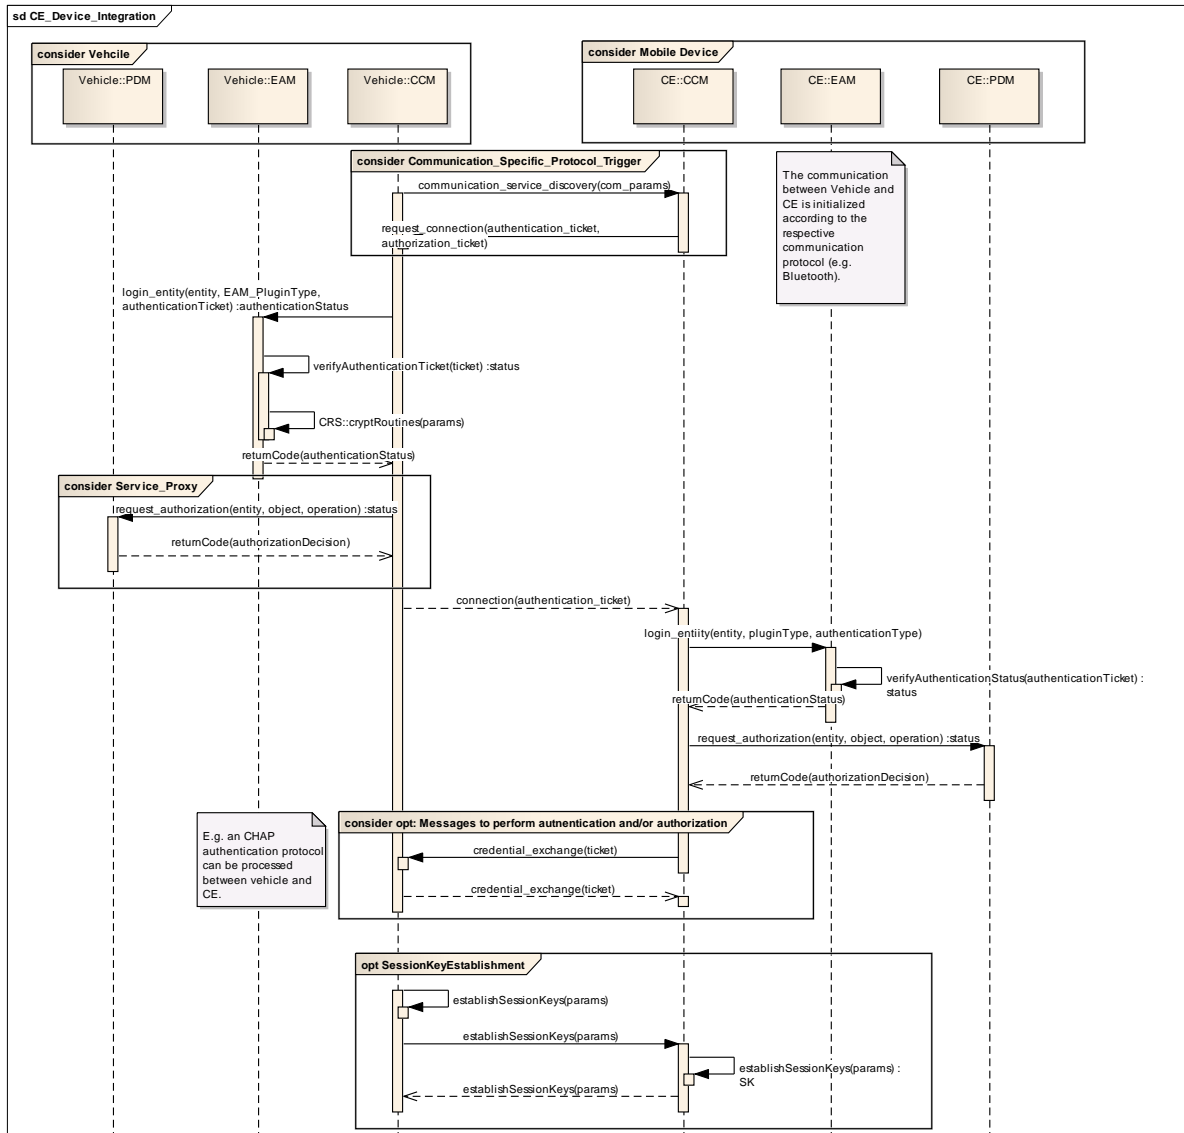 sd CE_Device_Integration
consider Vehcile
consider Mobile Device
Vehicle::PDM
Vehicle::EAM
Vehicle::CCM
CE::CCM
CE::EAM
CE::PDM
consider Communication_Specific_Protocol_Trigger
communication_service_discovery(com_params)
request_connection(authentication_ticket,
authorization_ticket)
The communication
between Vehicle and
CE is initialized
according to the
respective
communication
protocol (e.g.
Bluetooth).
login_entity(entity, EAM_PluginType,
authenticationTicket) :authenticationStatus
verifyAuthenticationTicket(ticket) :status
CRS::cryptRoutines(params)
returnCode(authenticationStatus)
consider Service_Proxy
request_authorization(entity, object, operation) :status
returnCode(authorizationDecision)
connection(authentication_ticket)
login_entiity(entity, pluginType, authenticationType)
verifyAuthenticationStatus(authenticationTicket) :
status
returnCode(authenticationStatus)
request_authorization(entity, object, operation) :status
returnCode(authorizationDecision)
E.g. an CHAP
authentication protocol
can be processed
between vehicle and
CE.
consider opt: Messages to perform autnentication and/or authorization
credential_exchange(ticket)
credential_exchange(ticket)
opt SessionKeyEstablishment
establishSessionKeys(params)
establishSessionKeys(params)
establishSessionKeys(params) :
SK
establishSessionKeys(params)